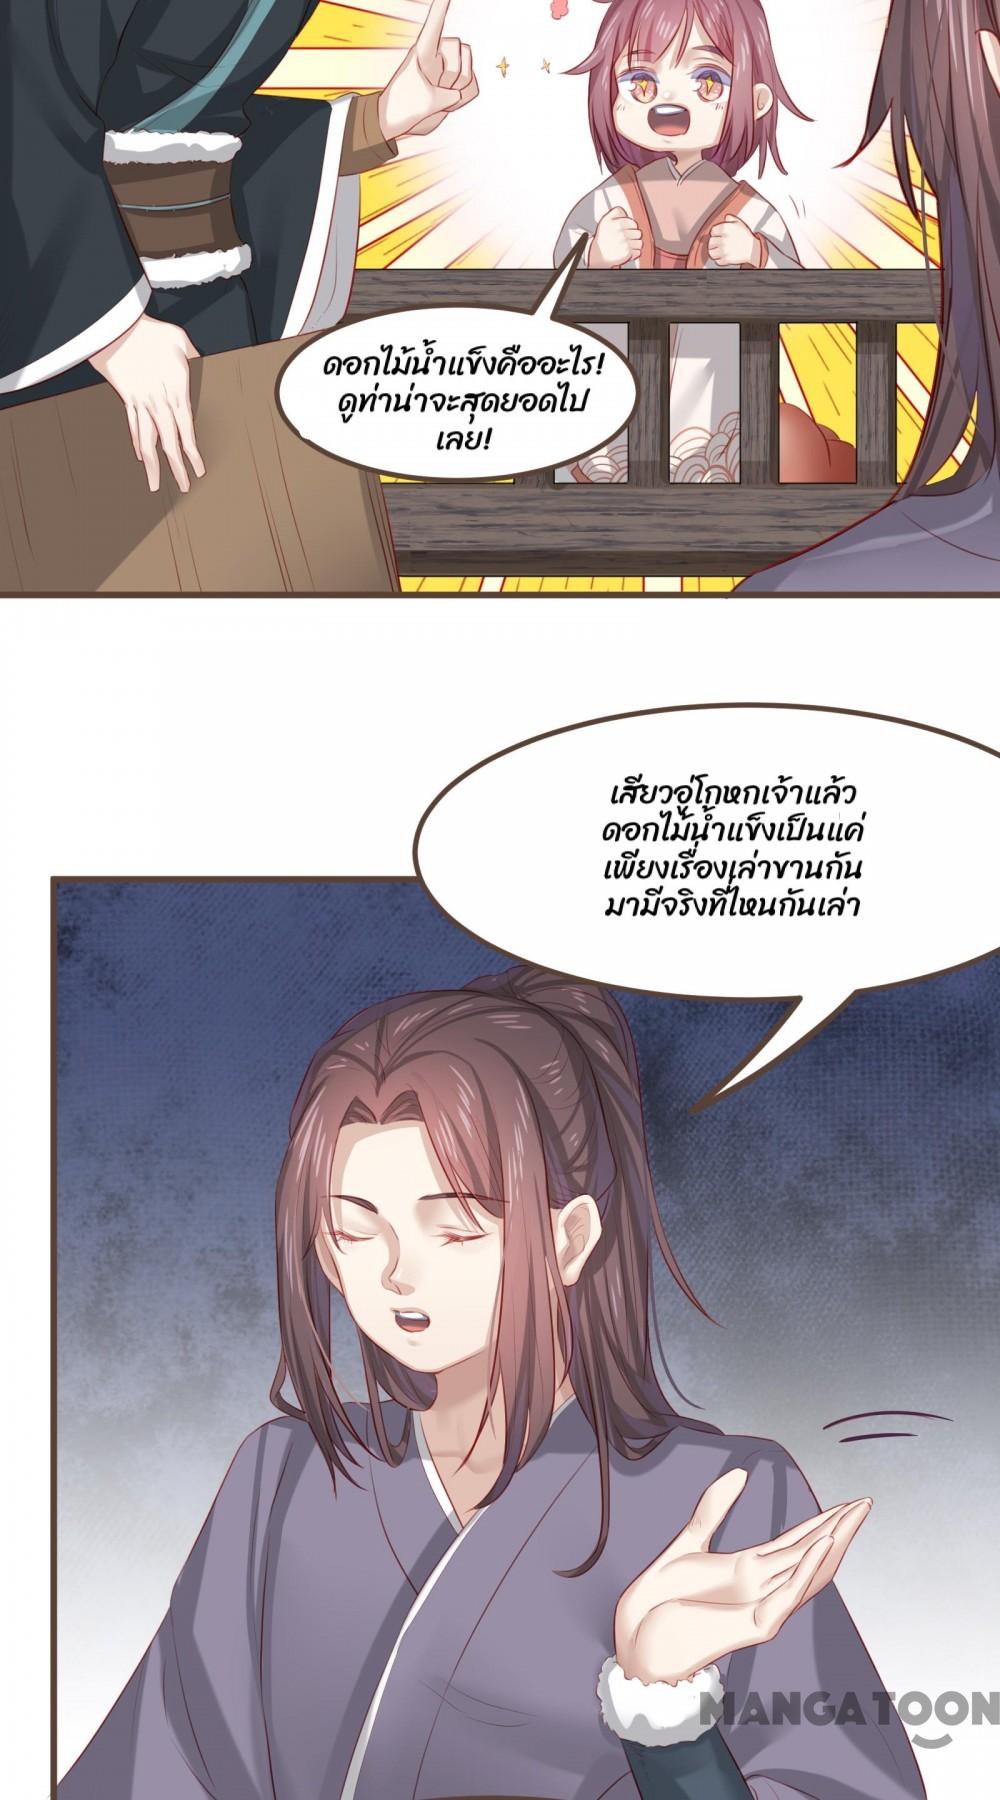 ดอกไม้น้ำแข็งคืออะไร!
ดูท่าน่าจะสุดยอดไป
เลย!
เสียวอู่โกหกเจ้าแล้ว
ดอกไม้น้ำแข็งเป็นแค่
เพียงเรื่องเล่าขานกัน
มามีจริงที่ไหนกันเล่า
MANGATOON